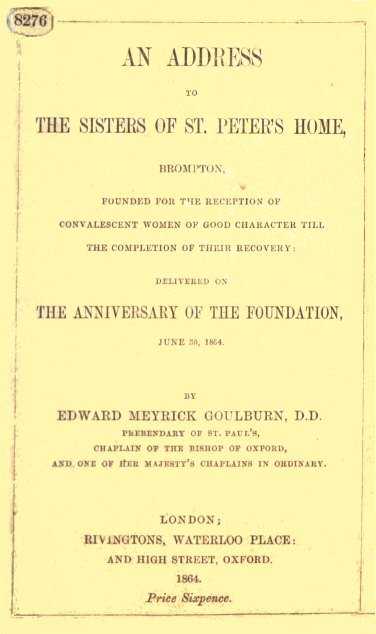 8276
AN ADDRESS
TO
THE SISTERS OF ST. PETER'S HOME,
BROMPTON,
FOUNDED FOR THE RECEPTION OF
CONVALESCENT WOMEN OF GOOD CHARACTER TILL
THE COMPLETION OF THEIR RECOVERY:
DELIVERED ON
THE ANNIVERSARY OF THE FOUNDATION,
JUNE 30, 1864.
BY
EDWARD MEYRICK GOULBURN, D.D.
PREBENDARY OF ST. PAUL'S,
CHAPLAIN OF THE BISHOP OF OXFORD,
AND ONE OF HER MAJESTY'S CHAPLAINS IN ORDINARY.
LONDON;
RIVINGTONS, WATERLOO PLACE:
AND HIGH STREET, OXFORD.
1864.
Price Sixpence.